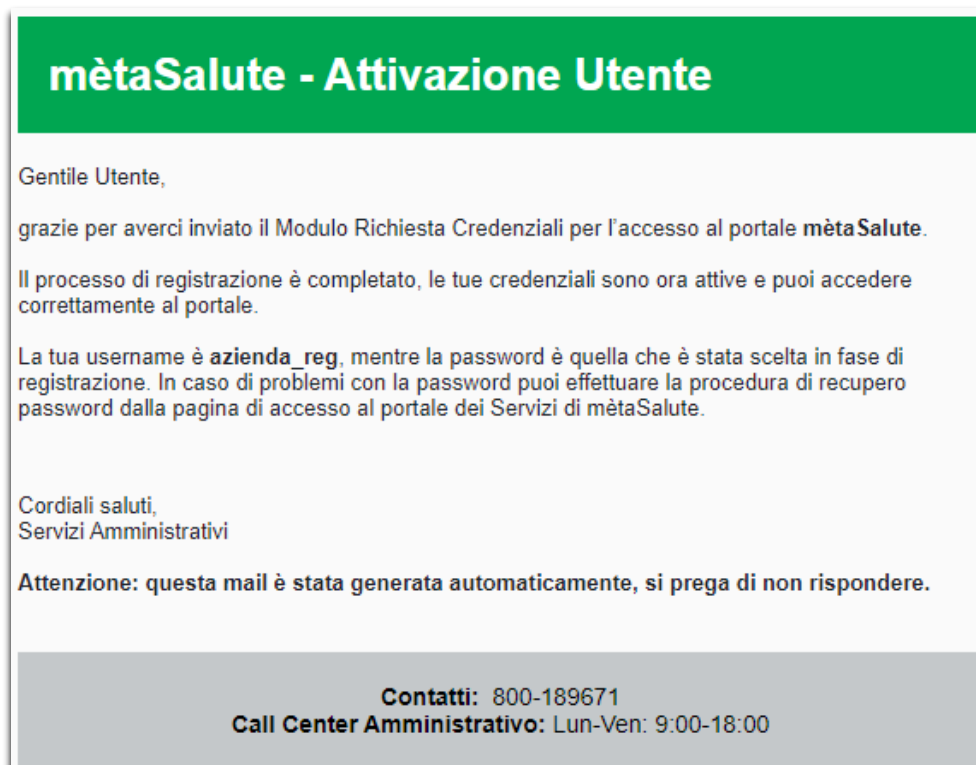 mètaSalute - Attivazione Utente
Gentile Utente,
grazie per averci inviato il Modulo Richiesta Credenziali per l'accesso al portale mètaSalute.
Il processo di registrazione è completato, le tue credenziali sono ora attive e puoi accedere
correttamente al portale.
La tua username è azienda_reg, mentre la password è quella che è stata scelta in fase di
registrazione. In caso di problemi con la password puoi effettuare la procedura di recupero
password dalla pagina di accesso al portale dei Servizi di mètaSalute.
Cordiali saluti,
Servizi Amministrativi
Attenzione: questa mail è stata generata automaticamente, si prega di non rispondere.
Contatti: 800-189671
Call Center Amministrativo: Lun-Ven: 9:00-18:00